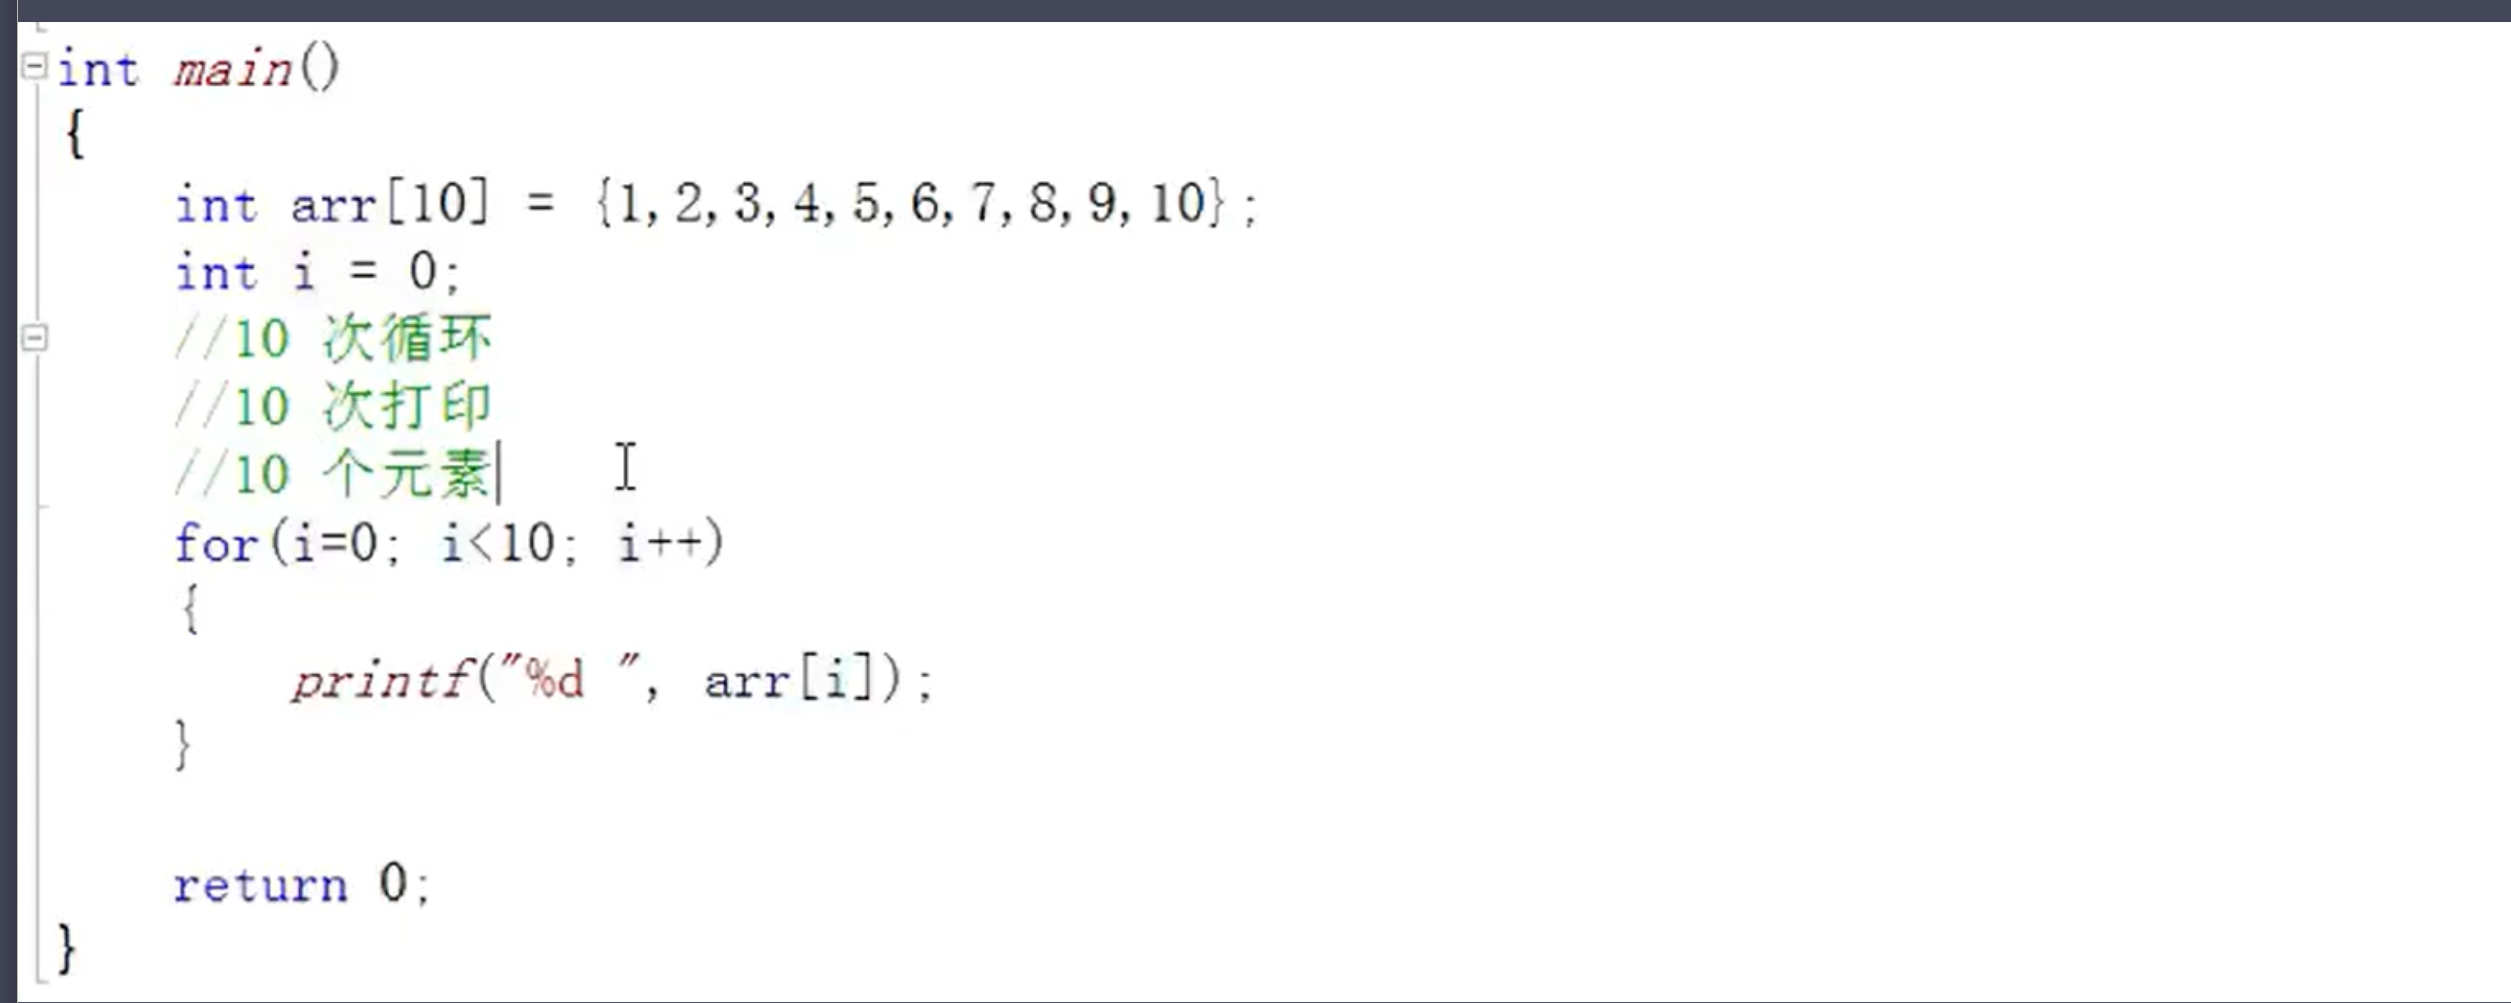 int main()
{
int arr[10] = {1,2,3,4,5,6,7,8,9,10};
int i = 0;
//10 次循环
//10 次打印
//10 个元素
for(i=0; i<10; i++)
{
printf("%d ", arr[i]);
}
return 0;
}